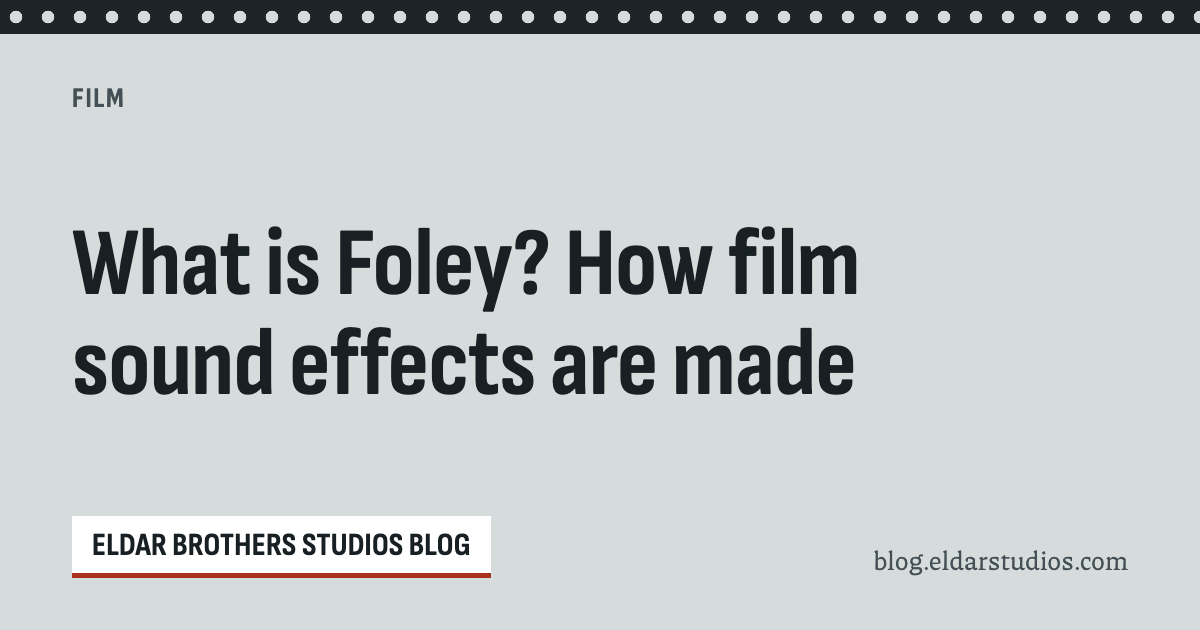 FILM
What is Foley? How film
sound effects are made
ELDAR BROTHERS STUDIOS BLOG
blog.eldarstudios.com